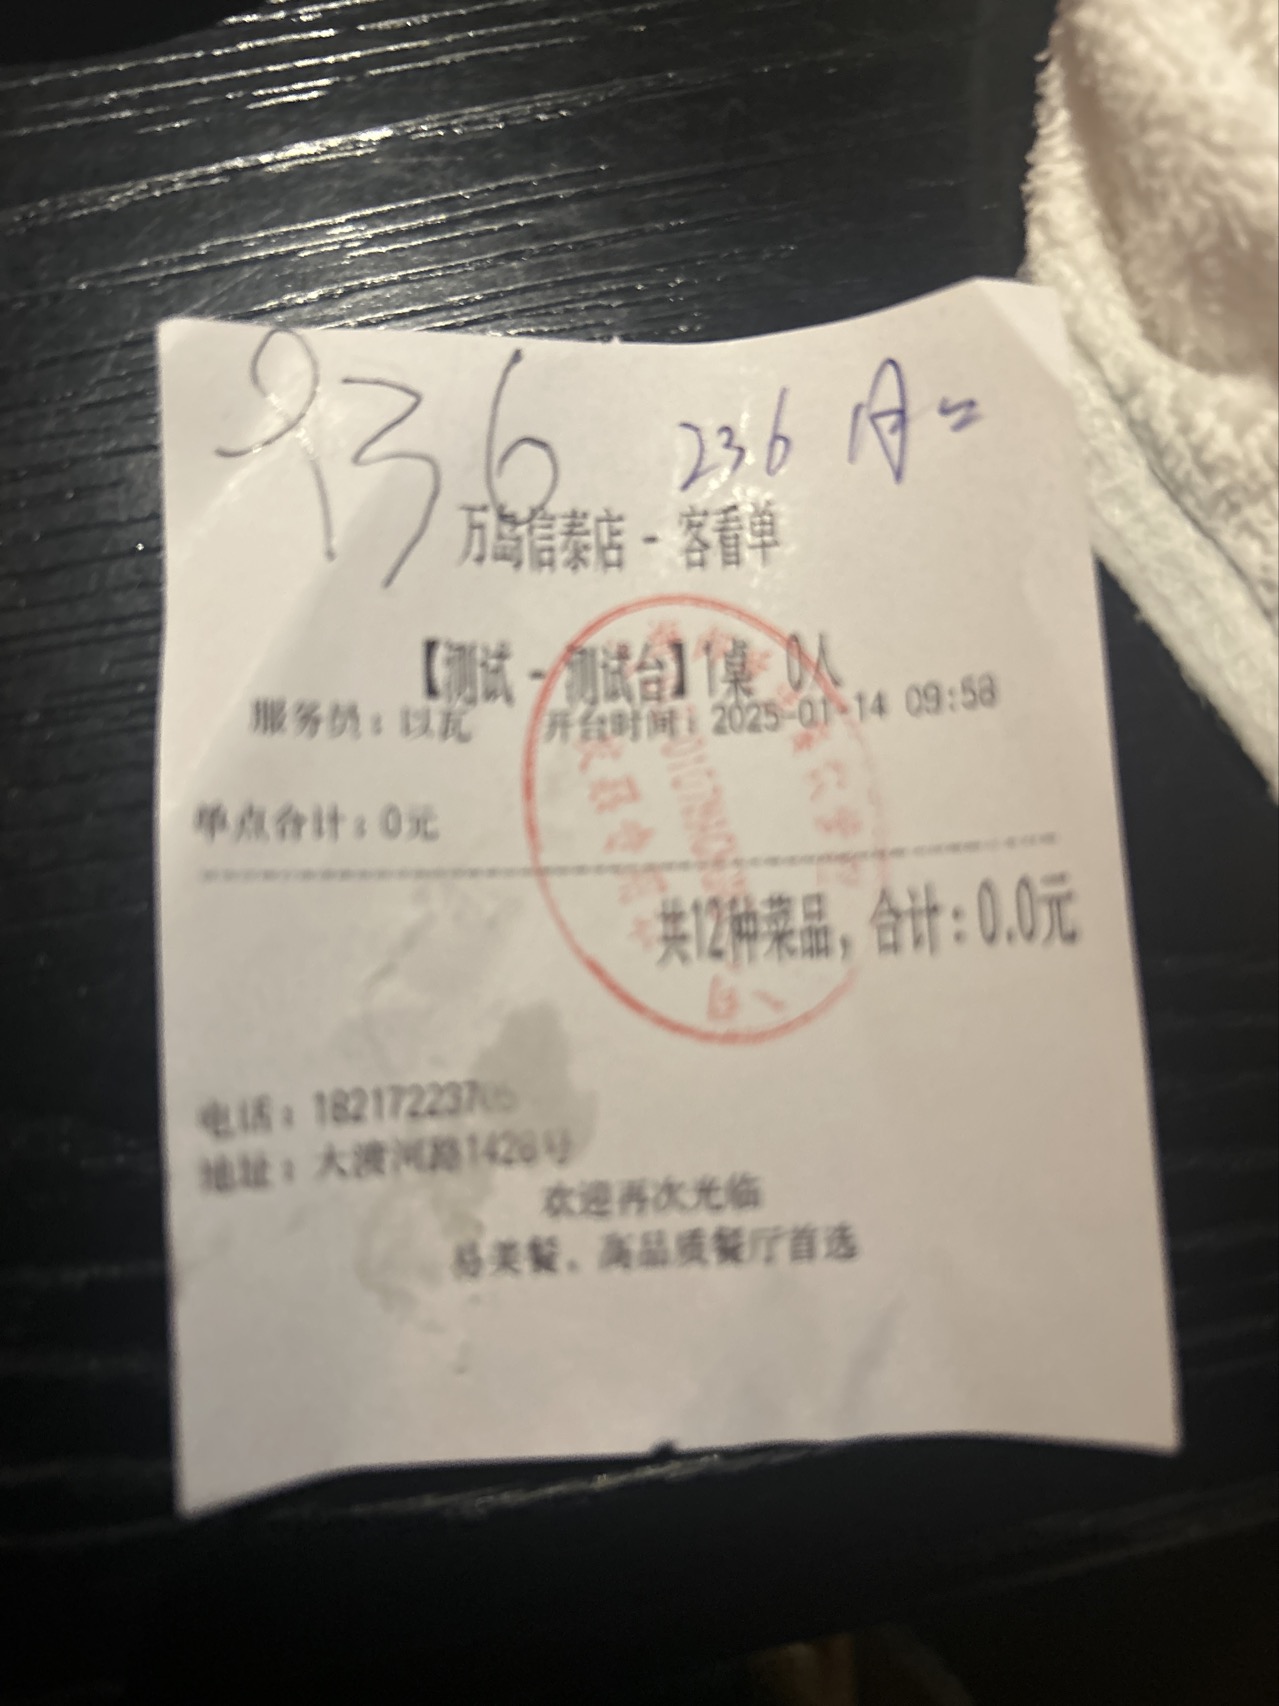 936 236 周二
万岛信泰店 - 客看单
【测试 - 测试台】1桌 0人
服务员：以瓦 开台时间：2025-01-14 09:58
单点合计：0元
共12种菜品，合计：0.0元
电话：182172237
地址：大渡河路1428号
欢迎再次光临
易美餐、高品质餐厅首选